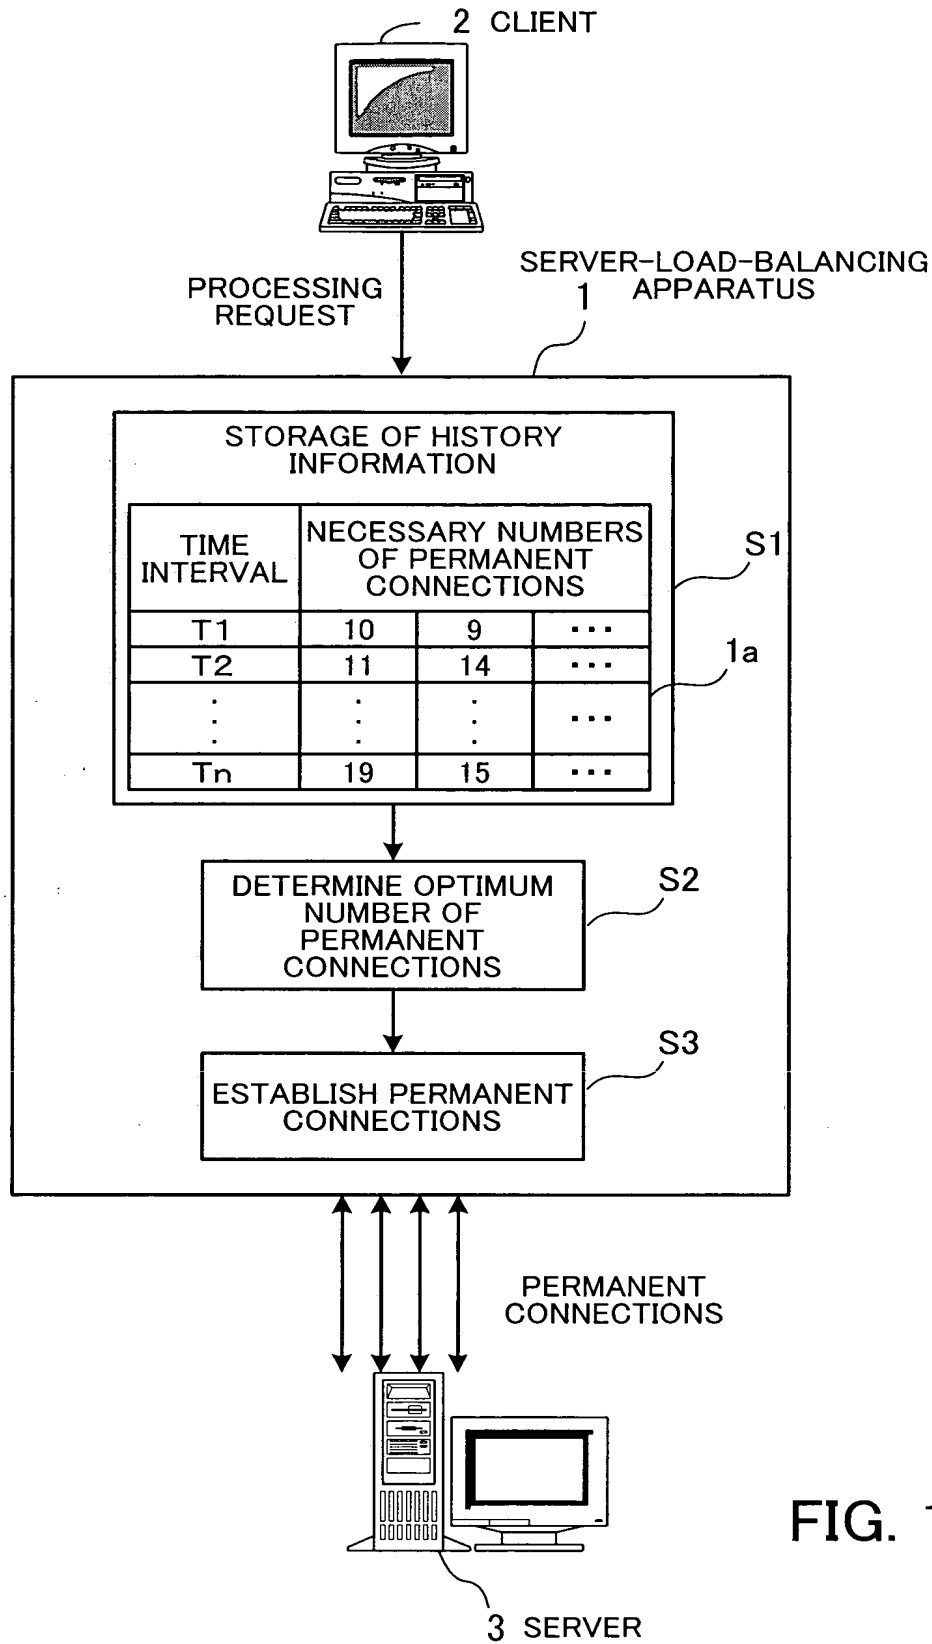 2 CLIENT
PROCESSING
REQUEST
SERVER-LOAD-BALANCING
APPARATUS
1
STORAGE OF HISTORY
INFORMATION
TIME
INTERVAL
NECESSARY NUMBERS
OF PERMANENT
CONNECTIONS
T1 10 9 ...
T2 11 14 ...
. . . ...
. . .
. . .
Tn 19 15 ...
S1
1a
DETERMINE OPTIMUM
NUMBER OF
PERMANENT
CONNECTIONS
S2
ESTABLISH PERMANENT
CONNECTIONS
S3
PERMANENT
CONNECTIONS
FIG.
3 SERVER